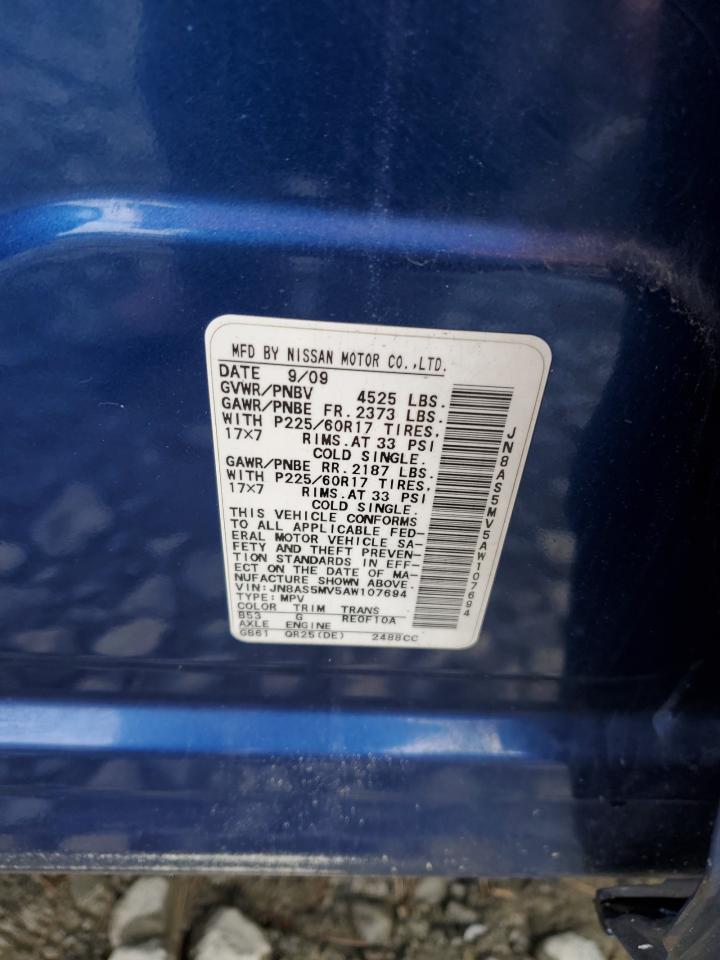 MFD BY NISSAN MOTOR CO.,LTD.
DATE 9/09
GVWR/PNBV 4525 LBS.
GAWR/PNBE FR. 2373 LBS.
WITH P225/60R17 TIRES,
17×7 RIMS.AT 33 PSI
COLD SINGLE.
GAWR/PNBE RR. 2187 LBS.
WITH P225/60R17 TIRES,
17×7 RIMS.AT 33 PSI
COLD SINGLE.
THIS VEHICLE CONFORMS
TO ALL APPLICABLE FED-
ERAL MOTOR VEHICLE SA-
FETY AND THEFT PREVEN-
TION STANDARDS IN EFF-
ECT ON THE DATE OF MA-
NUFACTURE SHOWN ABOVE.
VIN: JN8AS5MV5AW107694
TYPE: MPV
COLOR TRIM TRANS
B53 G RE0F10A
AXLE ENGINE
GB61 QR25(DE) 2488CC
JN8AS5MV5AW107694